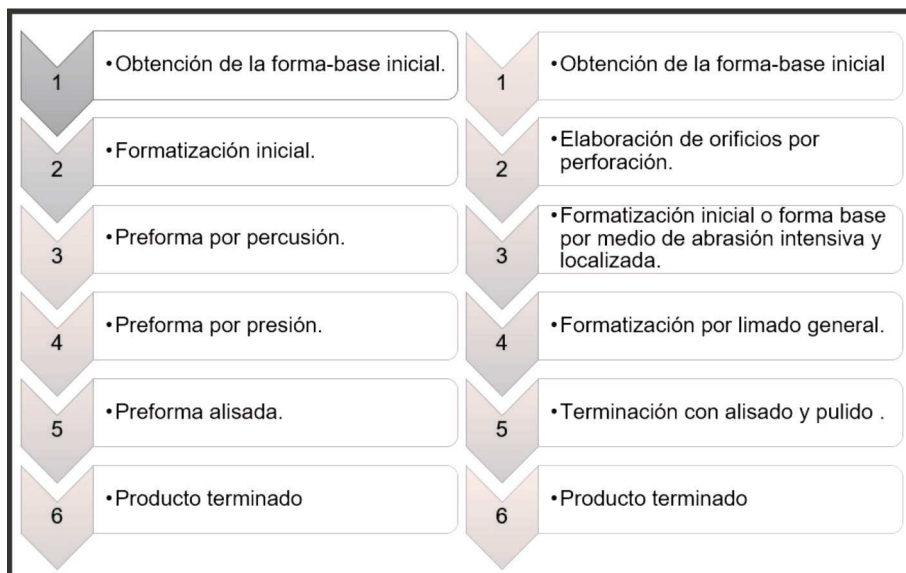 1
•Obtención de la forma-base inicial.
2
•Formatización inicial.
3
•Preforma por percusión.
4
•Preforma por presión.
5
•Preforma alisada.
6
•Producto terminado
1
•Obtención de la forma-base inicial
2
•Elaboración de orificios por
perforación.
3
•Formatización inicial o forma base
por medio de abrasión intensiva y
localizada.
4
•Formatización por limado general.
5
•Terminación con alisado y pulido .
6
•Producto terminado